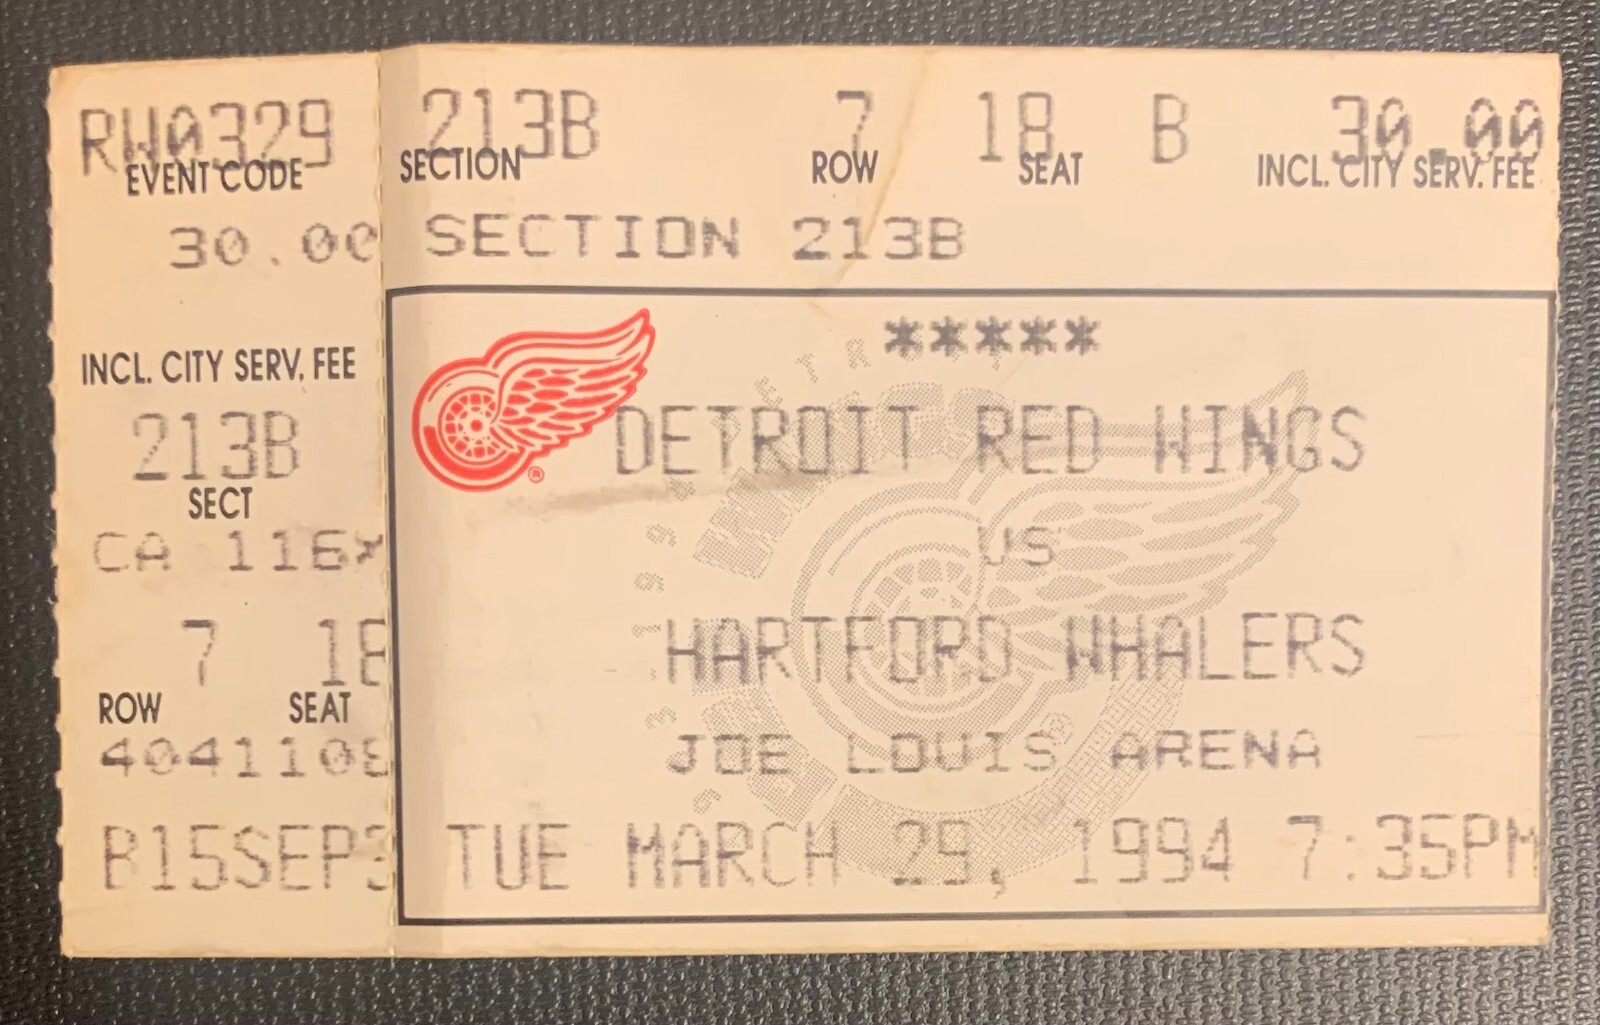 RWA329 213B 7 18 B 30.00
EVENT CODE SECTION ROW SEAT INCL. CITY SERV. FEE
30.00 SECTION 213B
INCL. CITY SERV. FEE
213B
SECT
CA 116×
7 18
ROW SEAT
4041108
B15SEP3
*****
DETROIT RED WINGS
VS
HARTFORD WHALERS
JOE LOUIS ARENA
TUE MARCH 29, 1994 7:35PM
®